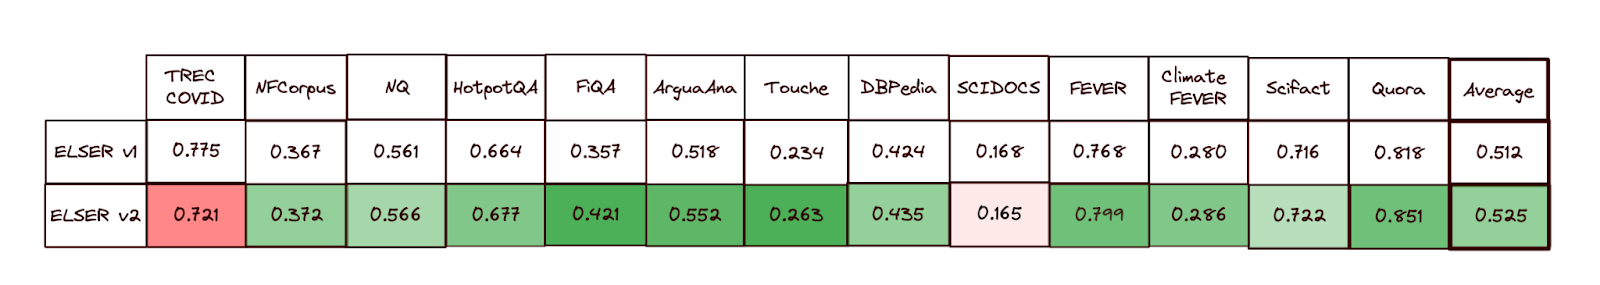 TREC COVID NFCorpus NQ HotpotQA FiQA ArguaAna Touche DBPedia SCIDOCS FEVER Climate FEVER Scifact Quora Average
ELSER v1 0.775 0.367 0.561 0.664 0.357 0.518 0.234 0.424 0.168 0.768 0.280 0.716 0.818 0.512
ELSER v2 0.721 0.372 0.566 0.677 0.421 0.552 0.263 0.435 0.165 0.799 0.286 0.722 0.851 0.525